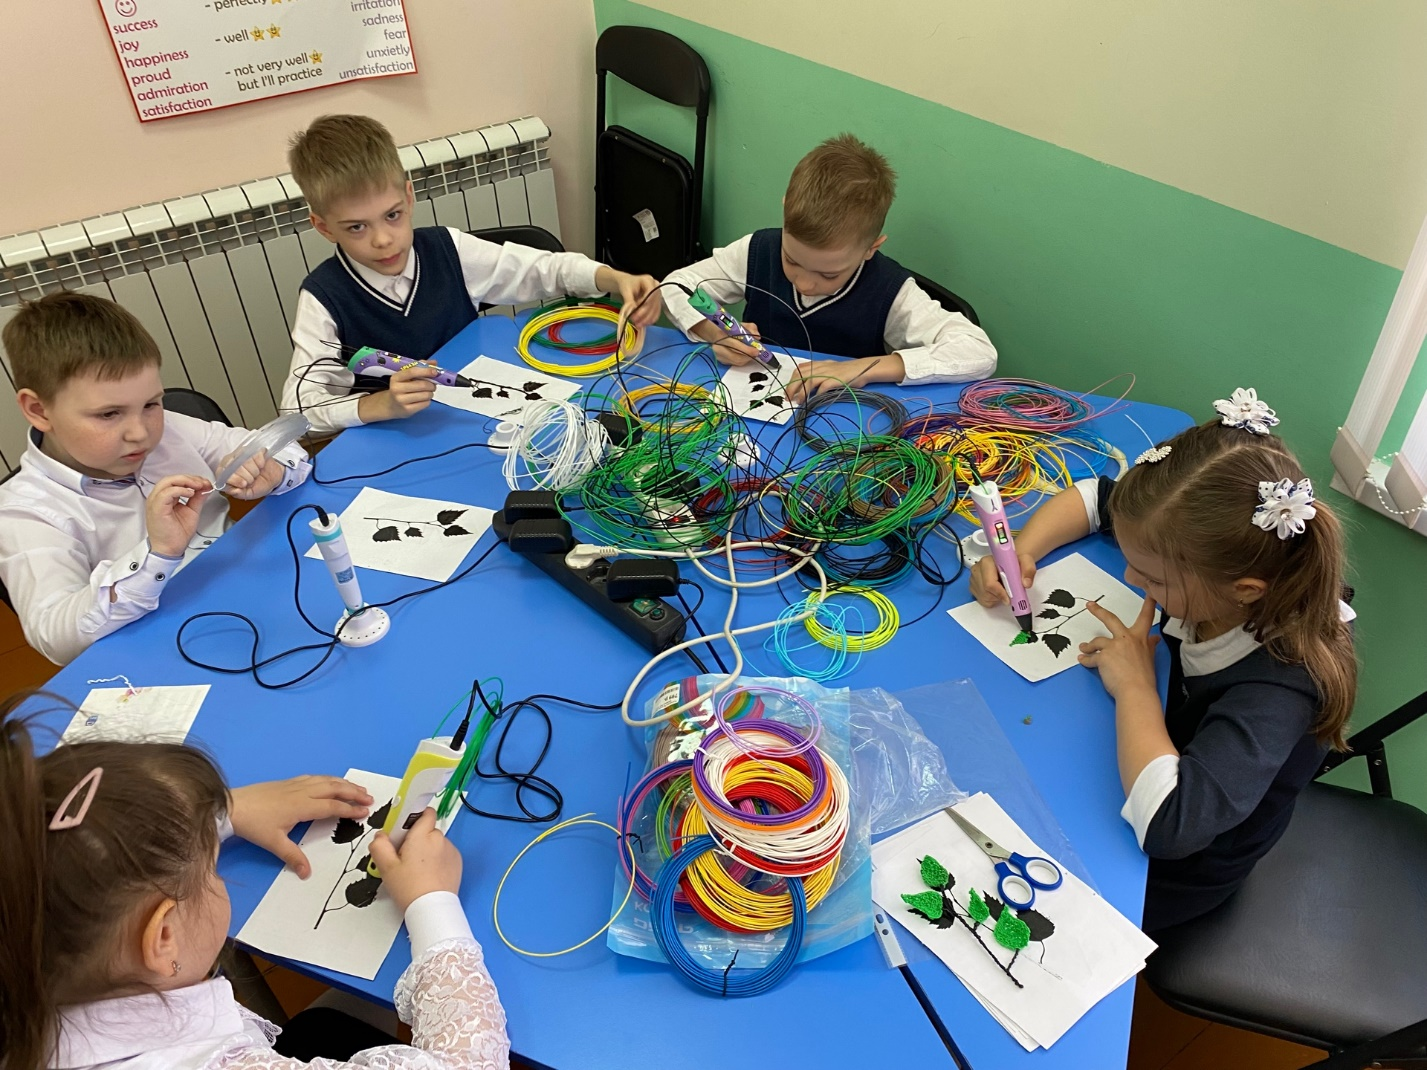 success
joy
happiness
proud
admiration
satisfaction
- perfectly
- well
- not very well
but I'll practice
irritation
sadness
fear
unxietly
unsatisfaction